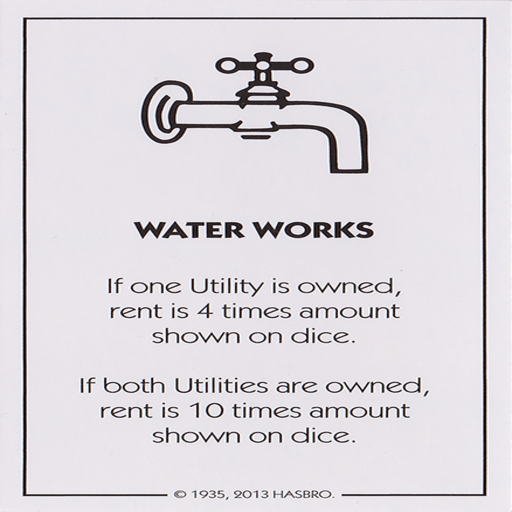 WATER WORKS
If one Utility is owned,
rent is 4 times amount
shown on dice.
If both Utilities are owned,
rent is 10 times amount
shown on dice.
© 1935, 2013 HASBRO.